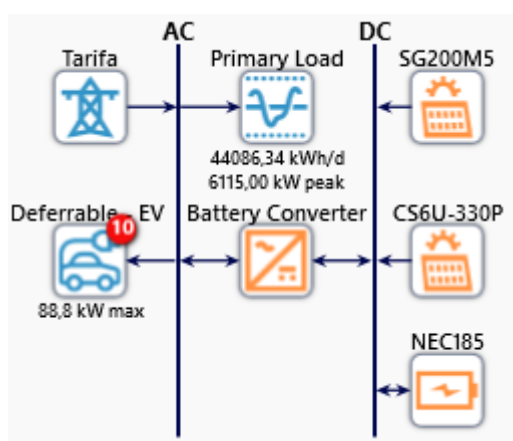 AC
DC
Tarifa
Primary Load
SG200M5
44086,34 kWh/d
6115,00 kW peak
Deferrable - EV
10
Battery Converter
CS6U-330P
88,8 kW max
NEC185